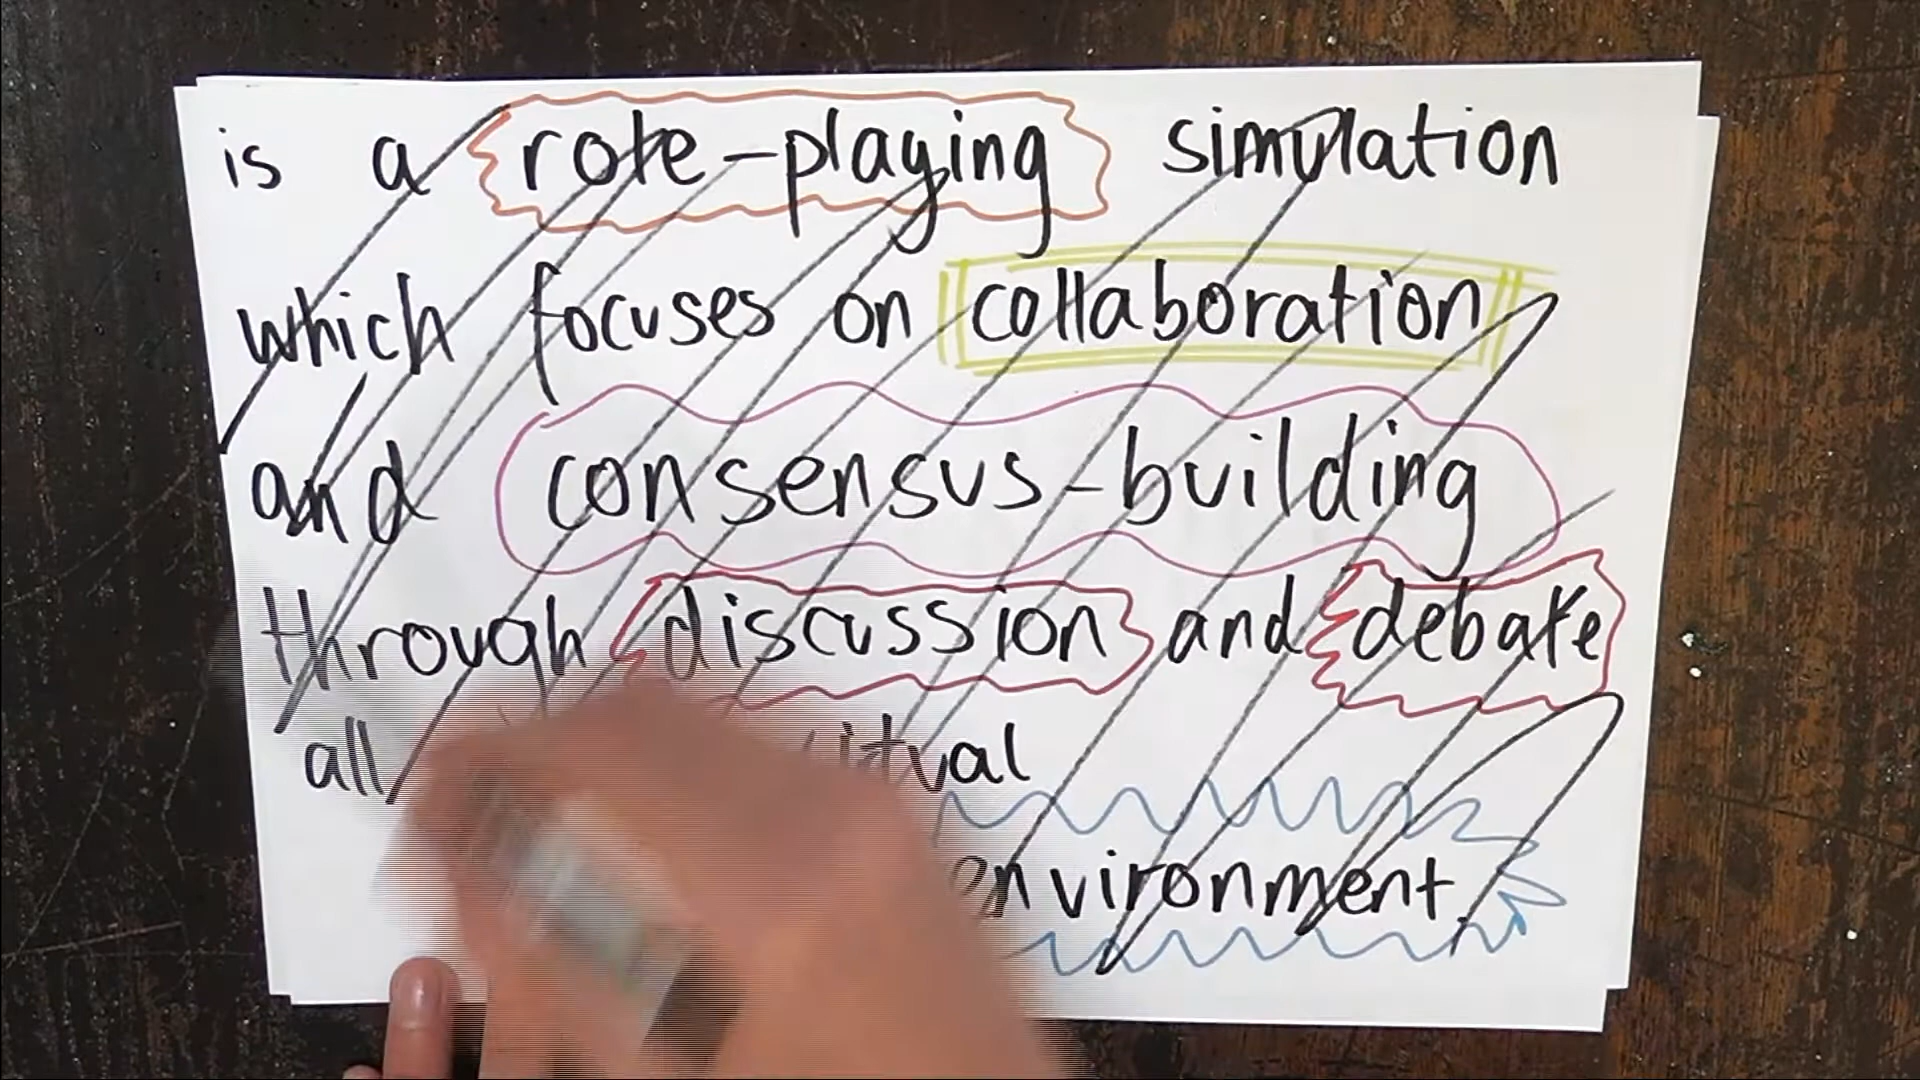 is a role-playing simulation
which focuses on collaboration
and consensus-building
through discussion and debate
all
environment.